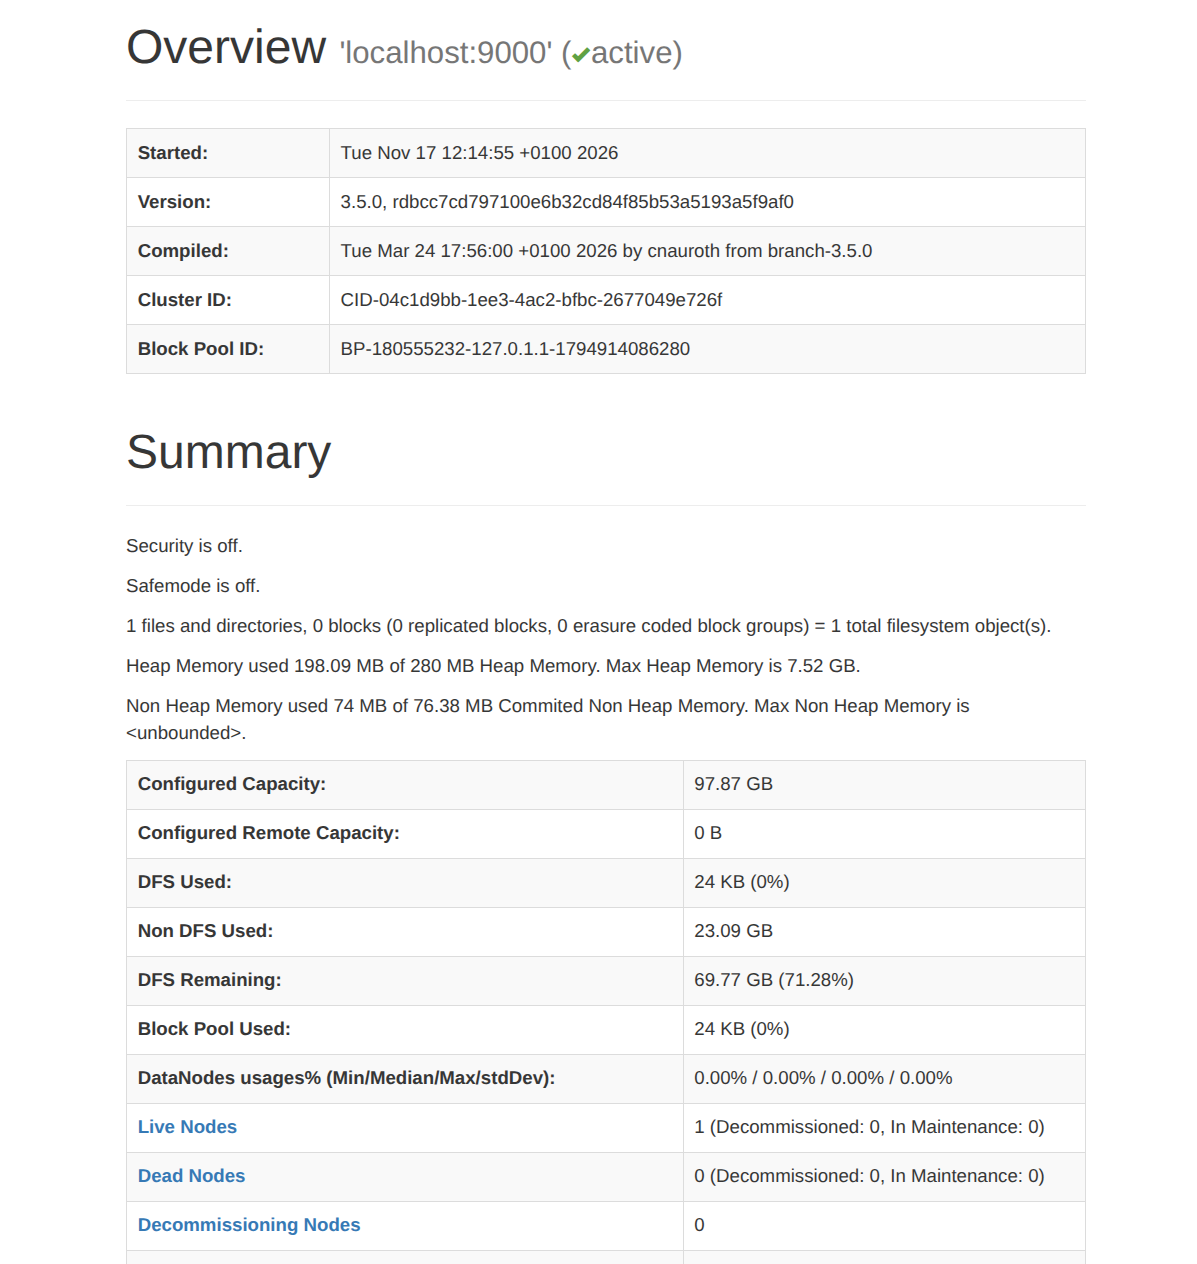 Overview 'localhost:9000' (✔active)
Started: Tue Nov 17 12:14:55 +0100 2026
Version: 3.5.0, rdbcc7cd797100e6b32cd84f85b53a5193a5f9af0
Compiled: Tue Mar 24 17:56:00 +0100 2026 by cnauroth from branch-3.5.0
Cluster ID: CID-04c1d9bb-1ee3-4ac2-bfbc-2677049e726f
Block Pool ID: BP-180555232-127.0.1.1-1794914086280
Summary
Security is off.
Safemode is off.
1 files and directories, 0 blocks (0 replicated blocks, 0 erasure coded block groups) = 1 total filesystem object(s).
Heap Memory used 198.09 MB of 280 MB Heap Memory. Max Heap Memory is 7.52 GB.
Non Heap Memory used 74 MB of 76.38 MB Commited Non Heap Memory. Max Non Heap Memory is
<unbounded>.
Configured Capacity: 97.87 GB
Configured Remote Capacity: 0 B
DFS Used: 24 KB (0%)
Non DFS Used: 23.09 GB
DFS Remaining: 69.77 GB (71.28%)
Block Pool Used: 24 KB (0%)
DataNodes usages% (Min/Median/Max/stdDev): 0.00% / 0.00% / 0.00% / 0.00%
Live Nodes 1 (Decommissioned: 0, In Maintenance: 0)
Dead Nodes 0 (Decommissioned: 0, In Maintenance: 0)
Decommissioning Nodes 0